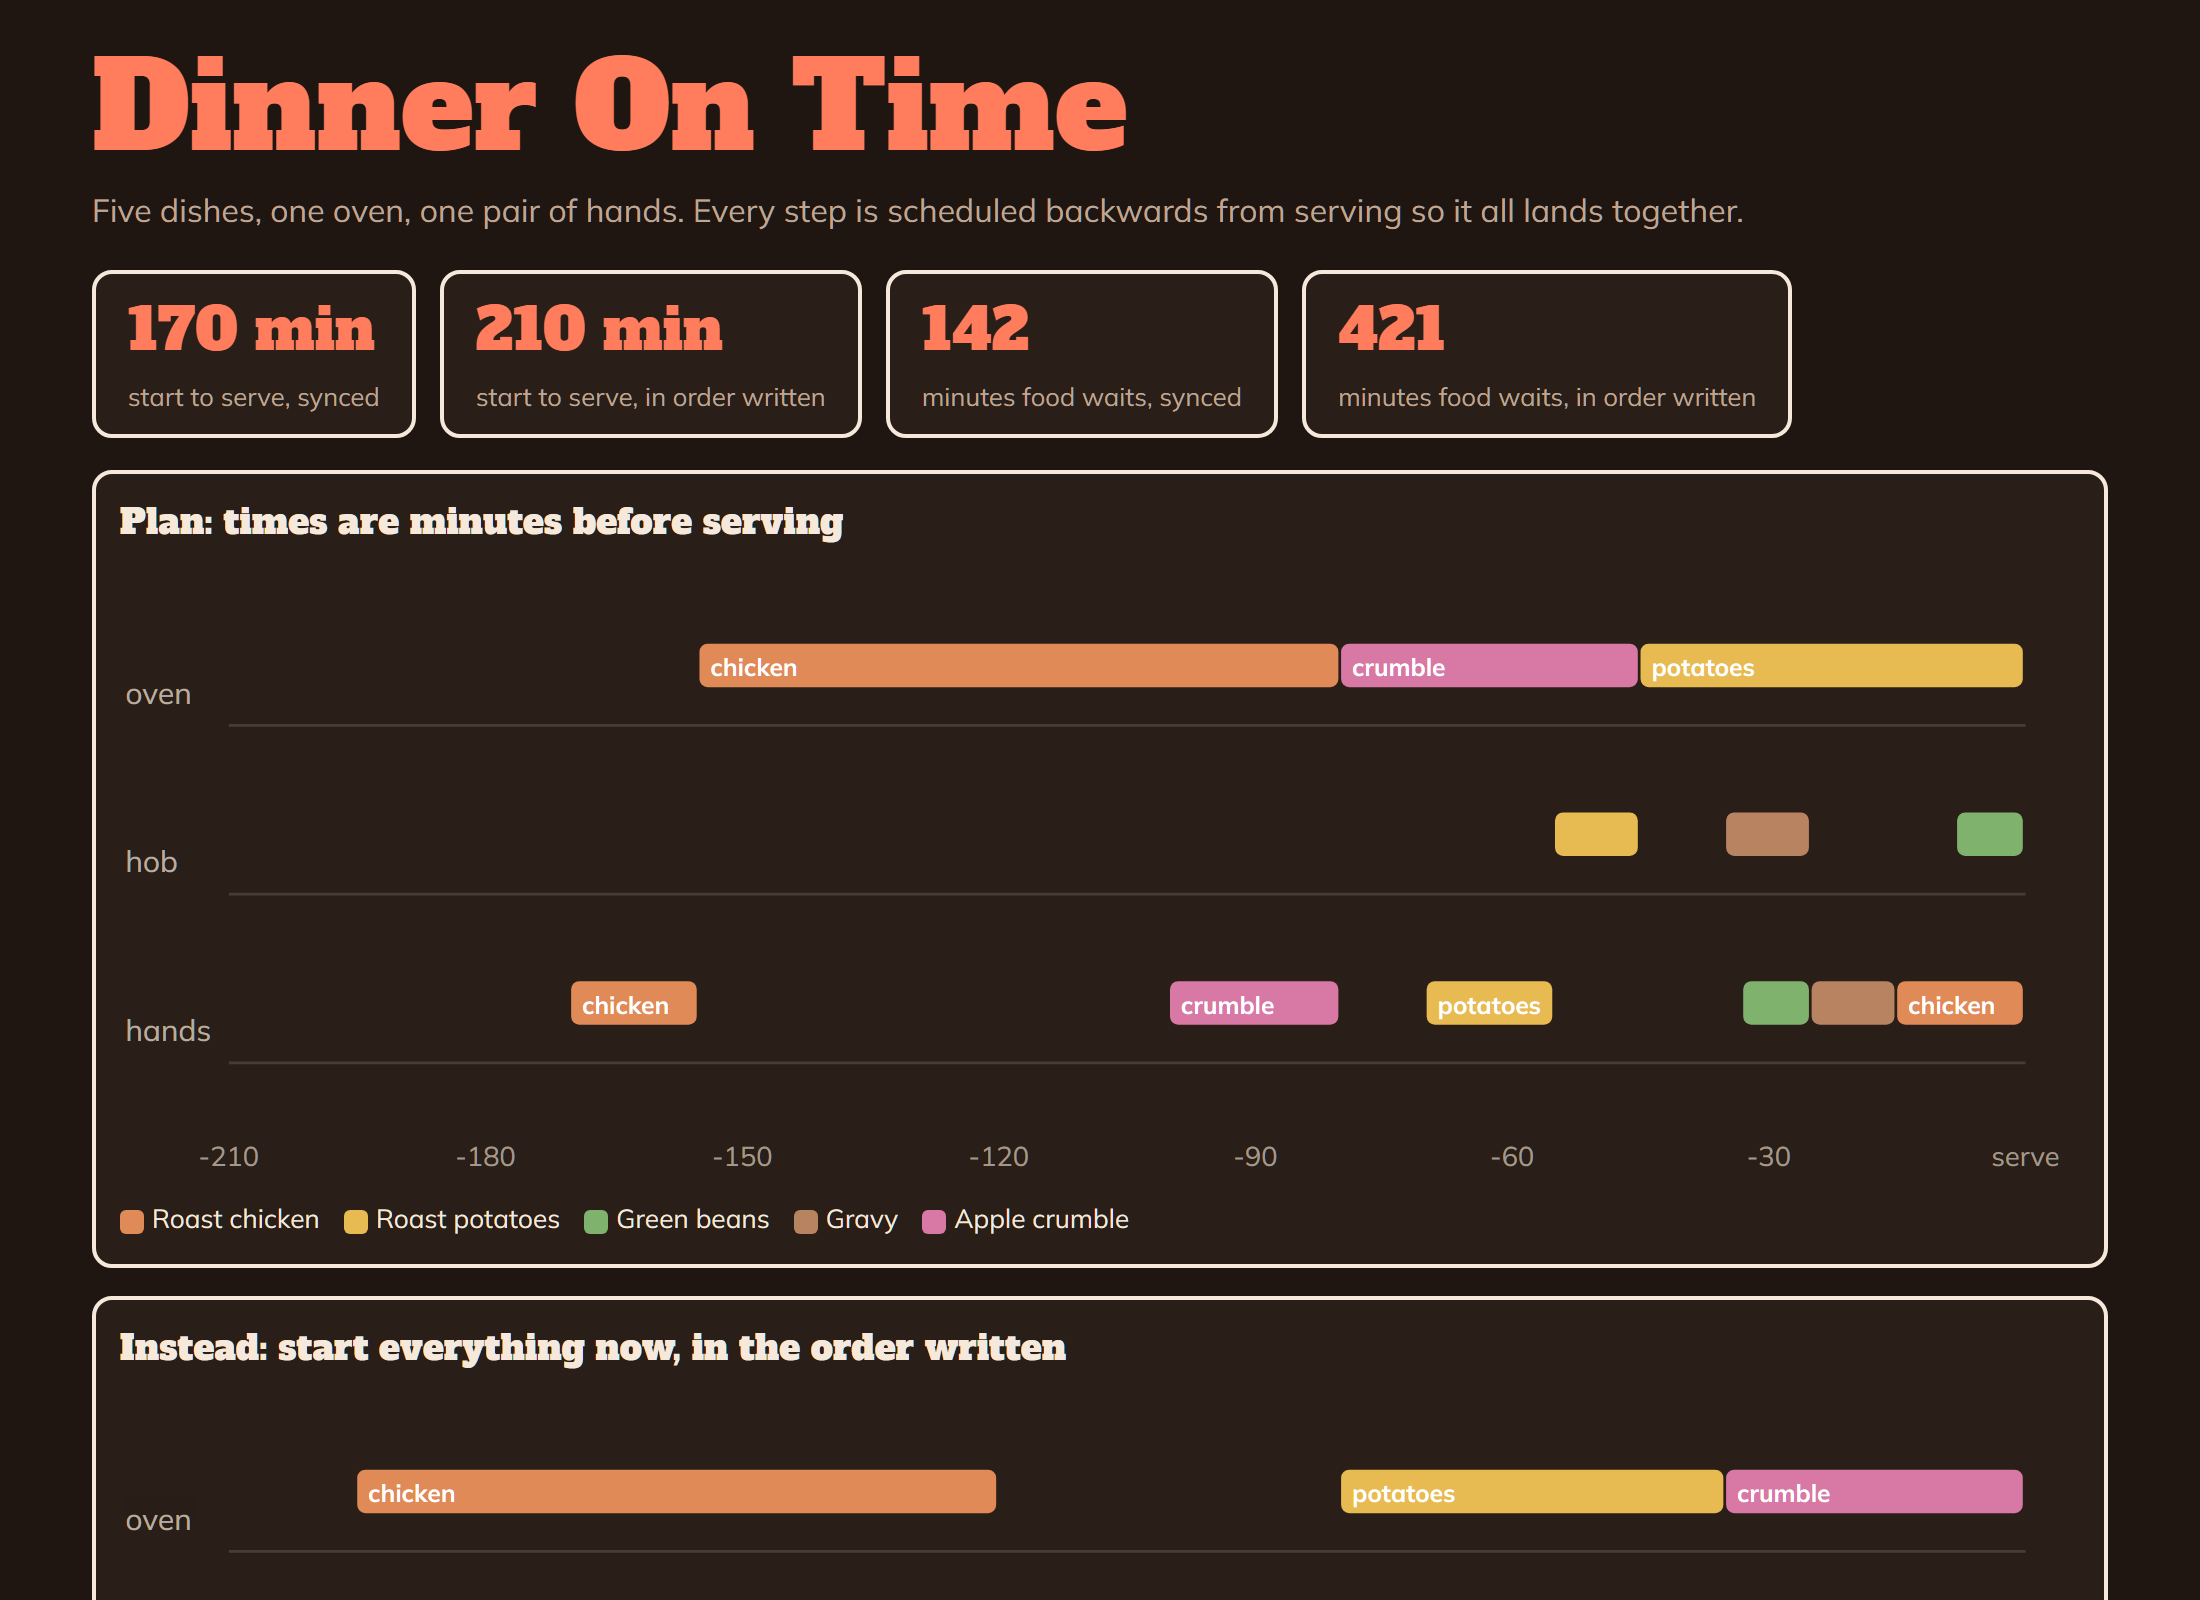 Dinner On Time
Five dishes, one oven, one pair of hands. Every step is scheduled backwards from serving so it all lands together.
170 min
start to serve, synced
210 min
start to serve, in order written
142
minutes food waits, synced
421
minutes food waits, in order written
Plan: times are minutes before serving
chicken crumble potatoes
oven
hob
chicken crumble potatoes chicken
hands
-210 -180 -150 -120 -90 -60 -30 serve
Roast chicken Roast potatoes Green beans Gravy Apple crumble
Instead: start everything now, in the order written
chicken potatoes crumble
oven